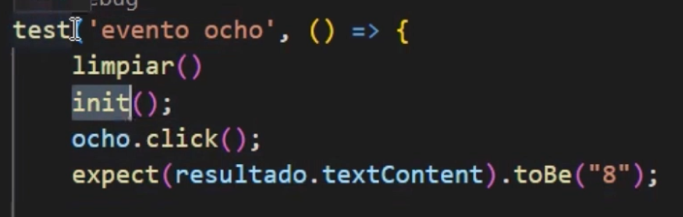 test('evento ocho', () => {
limpiar()
init();
ocho.click();
expect(resultado.textContent).toBe("8");